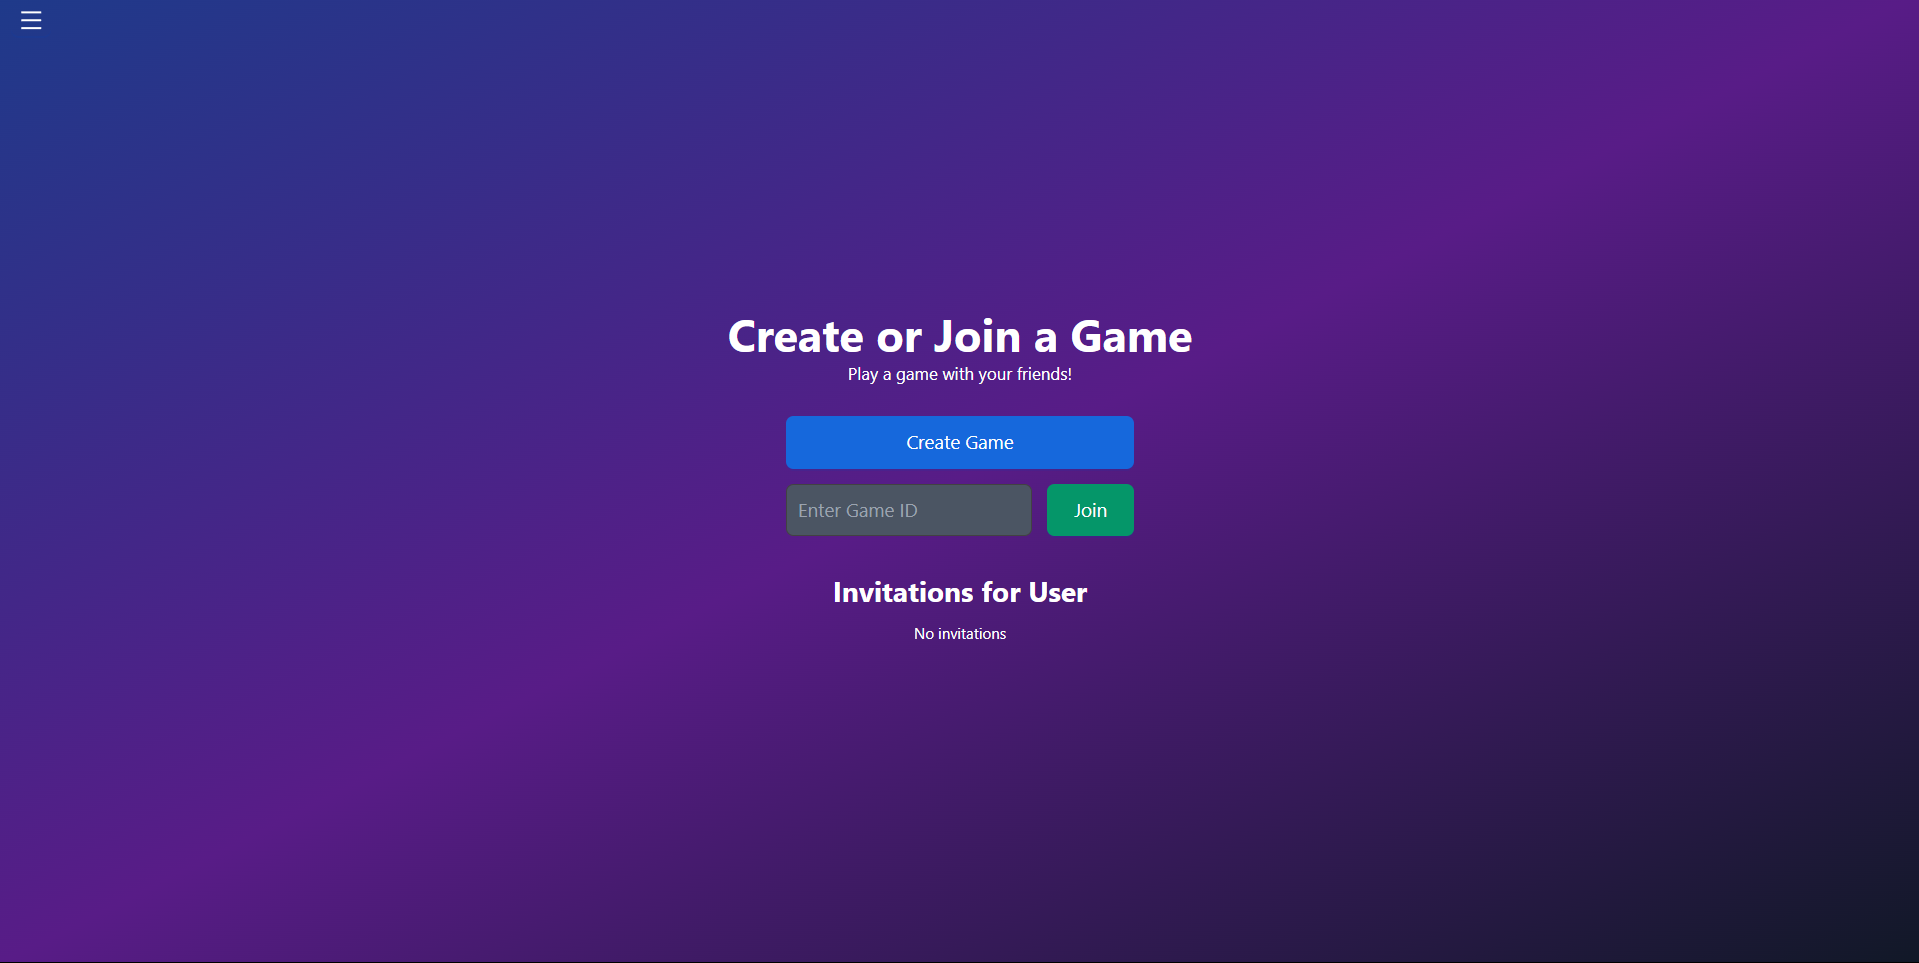 Create or Join a Game
Play a game with your friends!
Create Game
Enter Game ID
Join
Invitations for User
No invitations